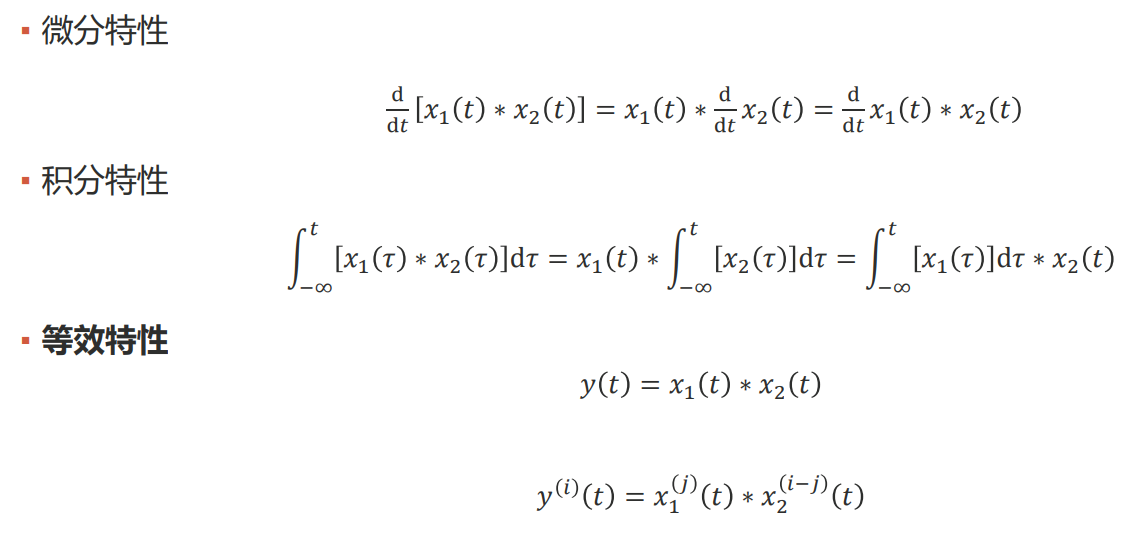 ▪ 微分特性
d/dt [x₁(t) ∗ x₂(t)] = x₁(t) ∗ d/dt x₂(t) = d/dt x₁(t) ∗ x₂(t)
▪ 积分特性
∫_{−∞}^{t} [x₁(τ) ∗ x₂(τ)]dτ = x₁(t) ∗ ∫_{−∞}^{t} [x₂(τ)]dτ = ∫_{−∞}^{t} [x₁(τ)]dτ ∗ x₂(t)
▪ 等效特性
y(t) = x₁(t) ∗ x₂(t)
y^{(i)}(t) = x₁^{(j)}(t) ∗ x₂^{(i−j)}(t)